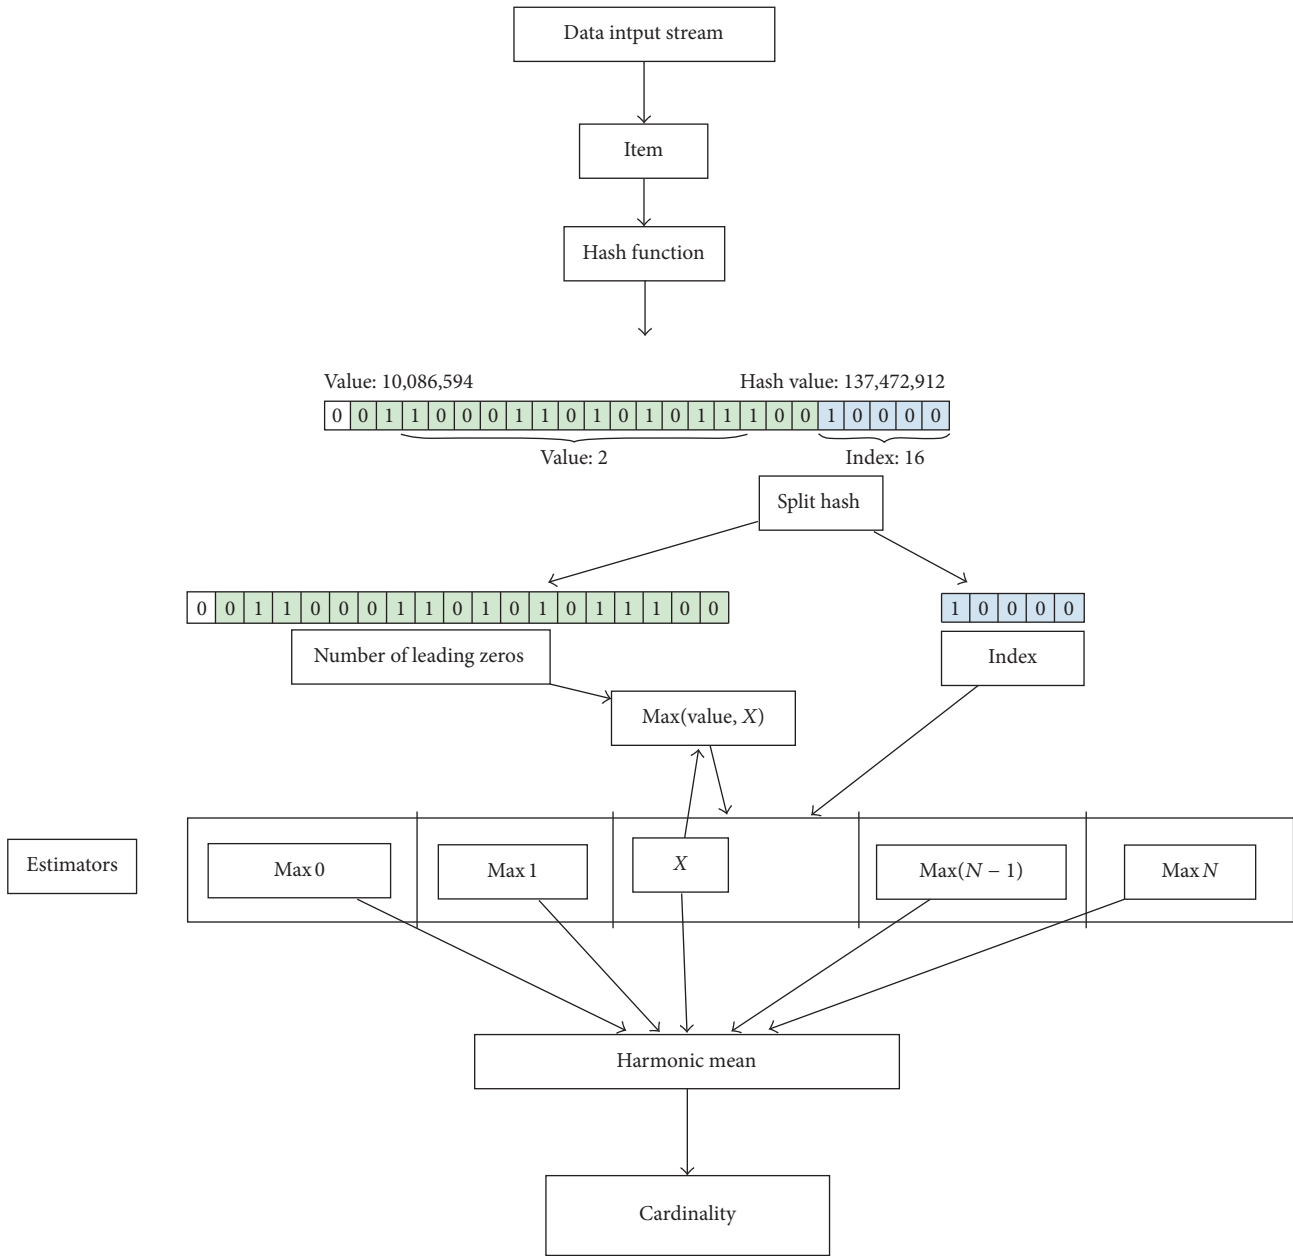 Data intput stream
Item
Hash function
Value: 10,086,594 Hash value: 137,472,912
0 0 1 1 0 0 0 1 1 0 1 0 1 0 1 1 1 0 0 1 0 0 0 0
Value: 2 Index: 16
Split hash
0 0 1 1 0 0 0 1 1 0 1 0 1 0 1 1 1 0 0 1 0 0 0 0
Number of leading zeros Index
Max(value, X)
Estimators Max 0 Max 1 X Max(N − 1) Max N
Harmonic mean
Cardinality